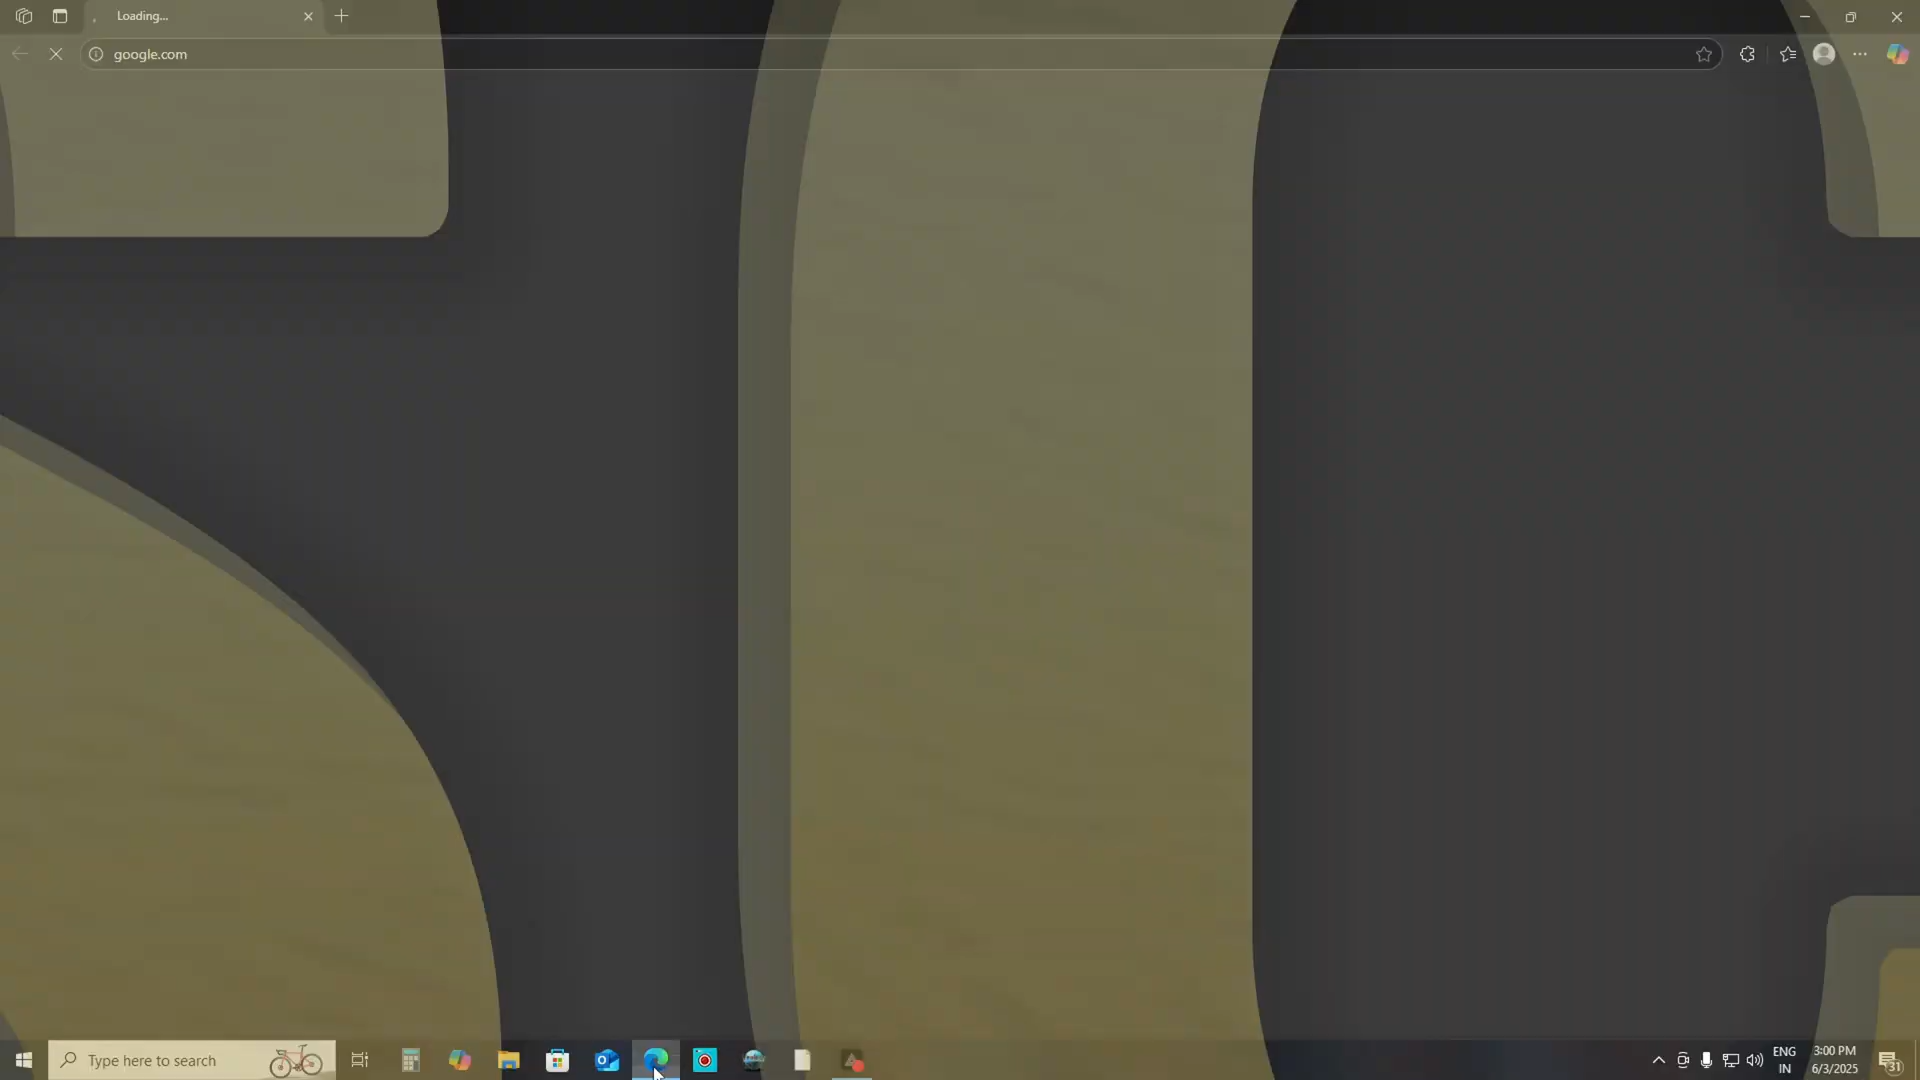 Loading...
google.com
Type here to search
ENG
IN
3:00 PM
6/3/2025
31